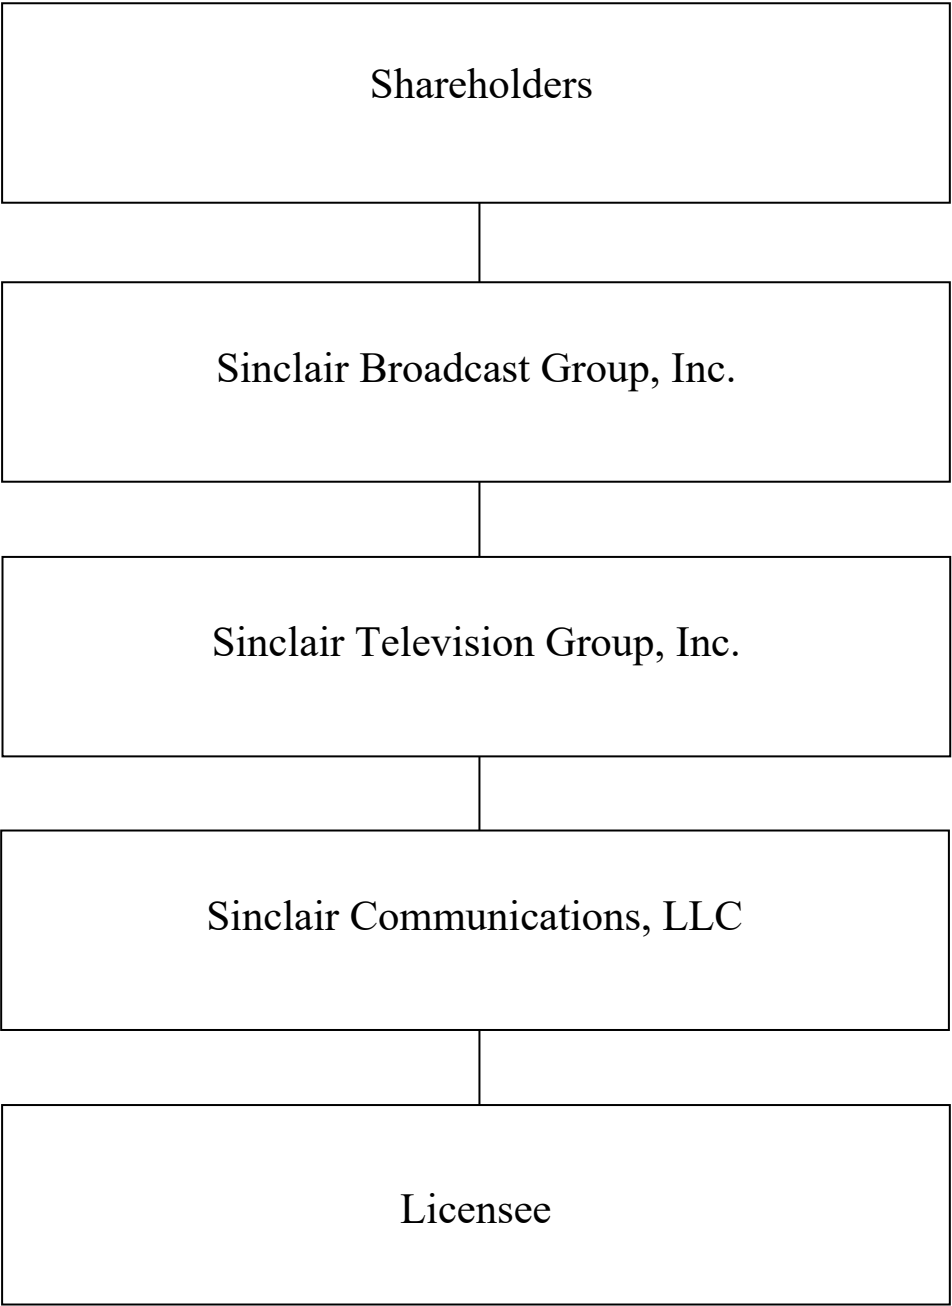 Shareholders
Sinclair Broadcast Group, Inc.
Sinclair Television Group, Inc.
Sinclair Communications, LLC
Licensee